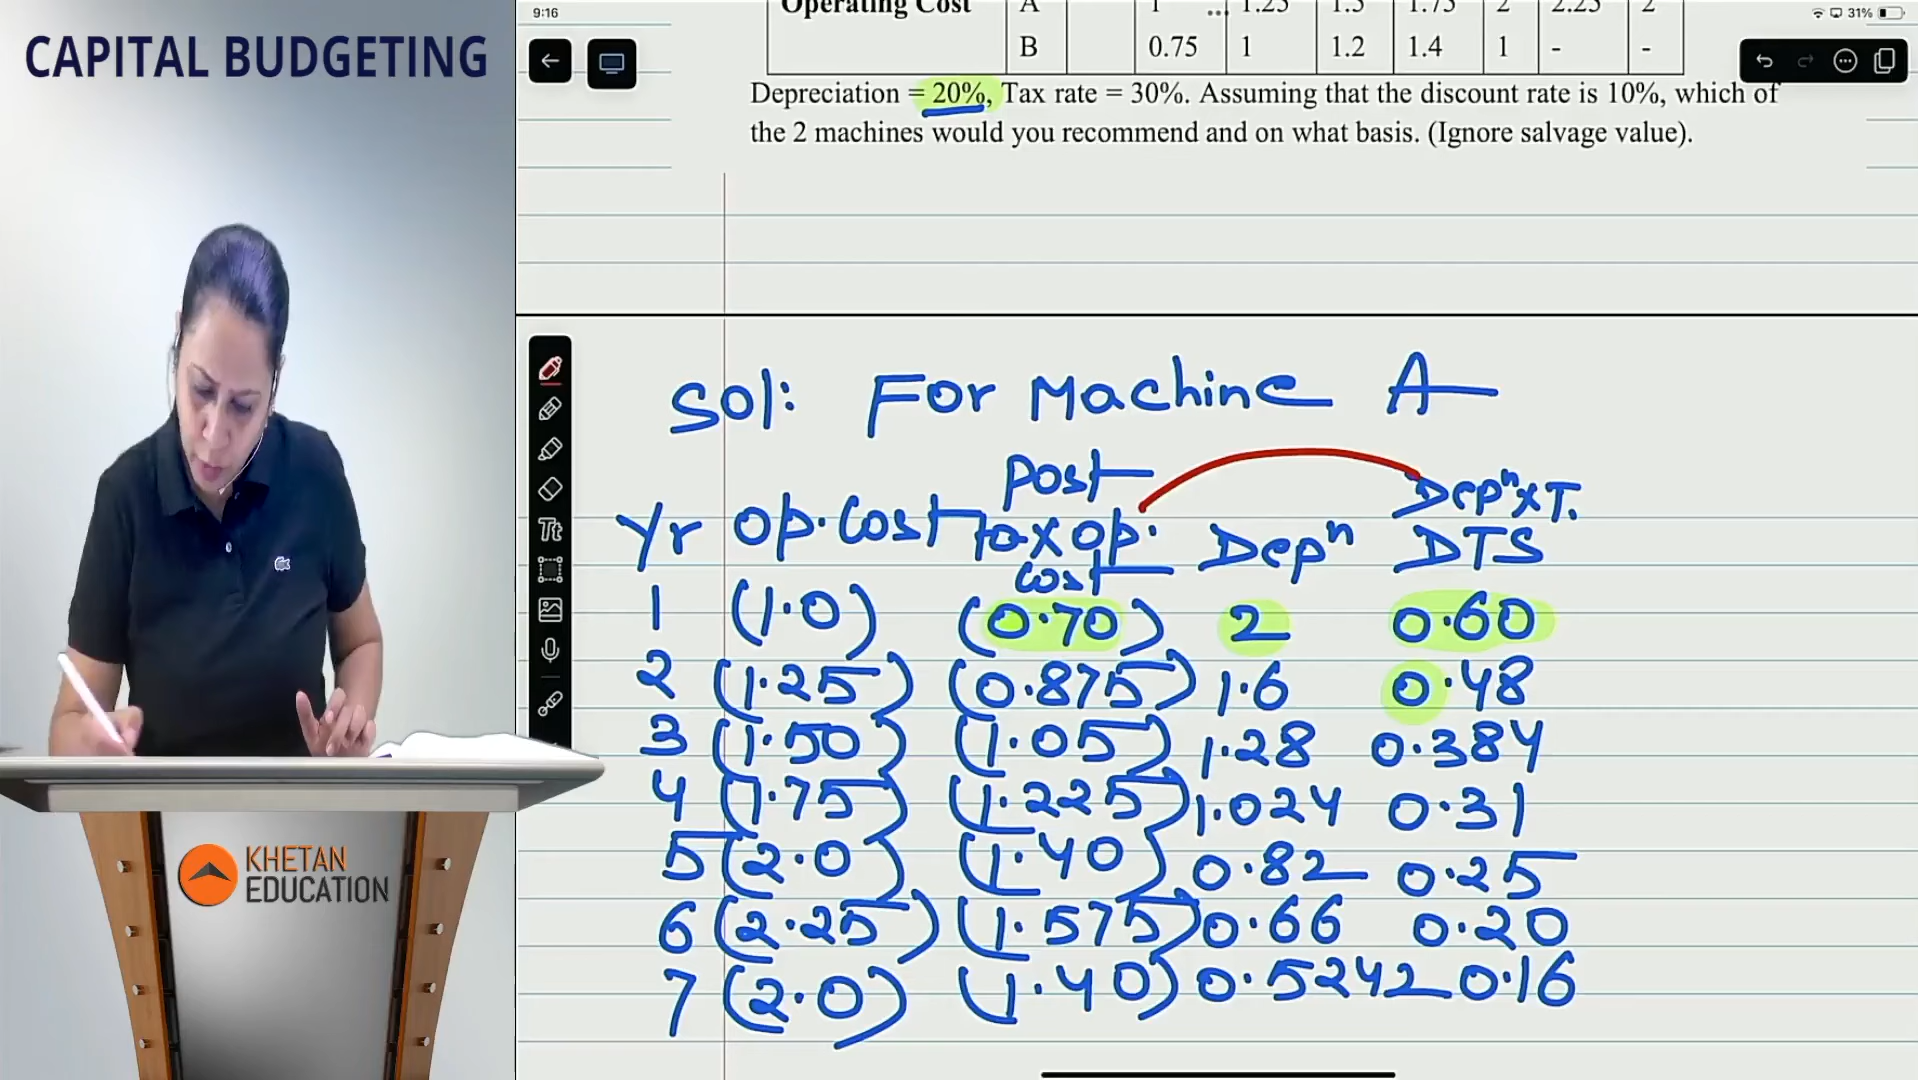 9:16
31%
CAPITAL BUDGETING
Operating Cost A 1 1.25 1.5 1.75 2 2.25 2
B 0.75 1 1.2 1.4 1 - -
Depreciation = 20%, Tax rate = 30%. Assuming that the discount rate is 10%, which of
the 2 machines would you recommend and on what basis. (Ignore salvage value).
Sol: For Machine A
Yr Op.Cost Post tax op. cost Depⁿ Depⁿ x T. DTS
1 (1.0) (0.70) 2 0.60
2 (1.25) (0.875) 1.6 0.48
3 (1.50) (1.05) 1.28 0.384
4 (1.75) (1.225) 1.024 0.31
5 (2.0) (1.40) 0.82 0.25
6 (2.25) (1.575) 0.66 0.20
7 (2.0) (1.40) 0.5242 0.16
Tt
KHETAN
EDUCATION